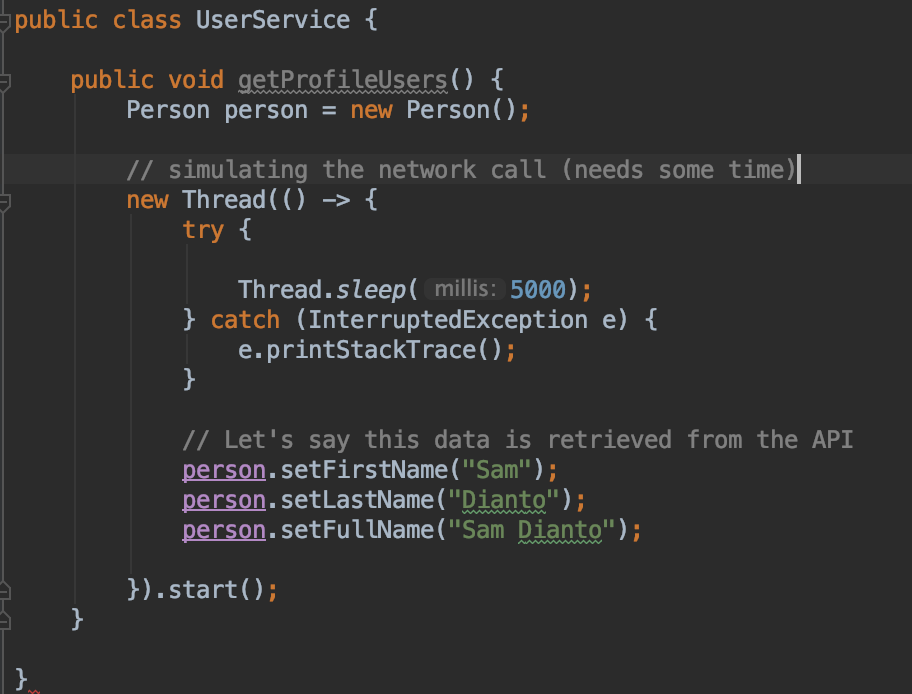 public class UserService {
public void getProfileUsers() {
Person person = new Person();
// simulating the network call (needs some time)
new Thread(() -> {
try {
Thread.sleep( millis: 5000);
} catch (InterruptedException e) {
e.printStackTrace();
}
// Let's say this data is retrieved from the API
person.setFirstName("Sam");
person.setLastName("Dianto");
person.setFullName("Sam Dianto");
}).start();
}
}